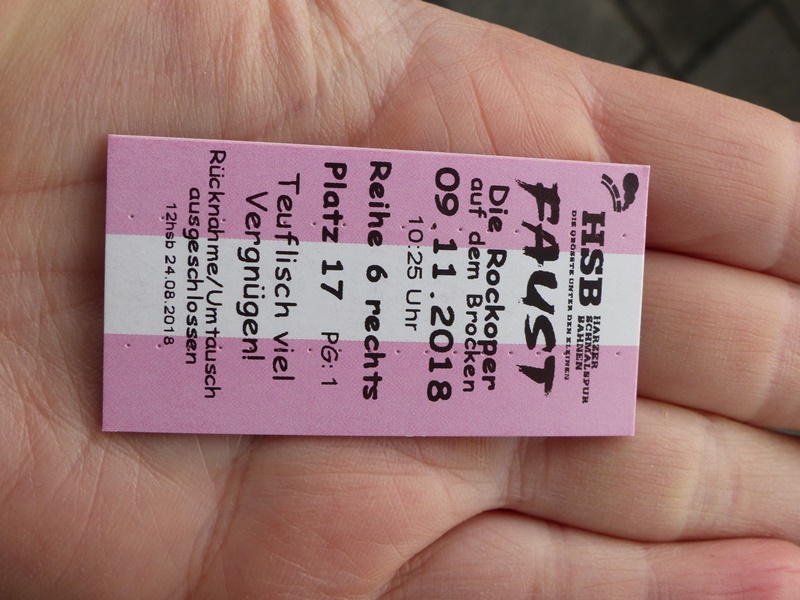 HSB HARZER
SCHMALSPUR
BAHNEN
DIE GRÖSSTE UNTER DEN KLEINEN
FAUST
Die Rockoper
auf dem Brocken
09.11.2018
10:25 Uhr
Reihe 6 rechts
Platz 17 PG: 1
Teuflisch viel
Vergnügen!
Rücknahme/Umtausch
ausgeschlossen
12hsb 24.08.2018